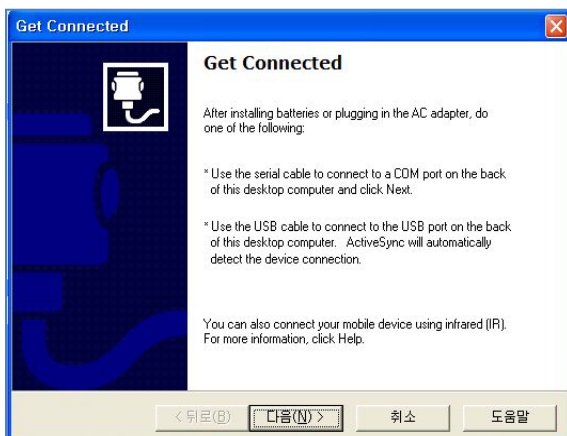 Get Connected
Get Connected
After installing batteries or plugging in the AC adapter, do
one of the following:
* Use the serial cable to connect to a COM port on the back
of this desktop computer and click Next.
* Use the USB cable to connect to the USB port on the back
of this desktop computer. ActiveSync will automatically
detect the device connection.
You can also connect your mobile device using infrared (IR).
For more information, click Help.
< 뒤로(B) 다음(N) > 취소 도움말